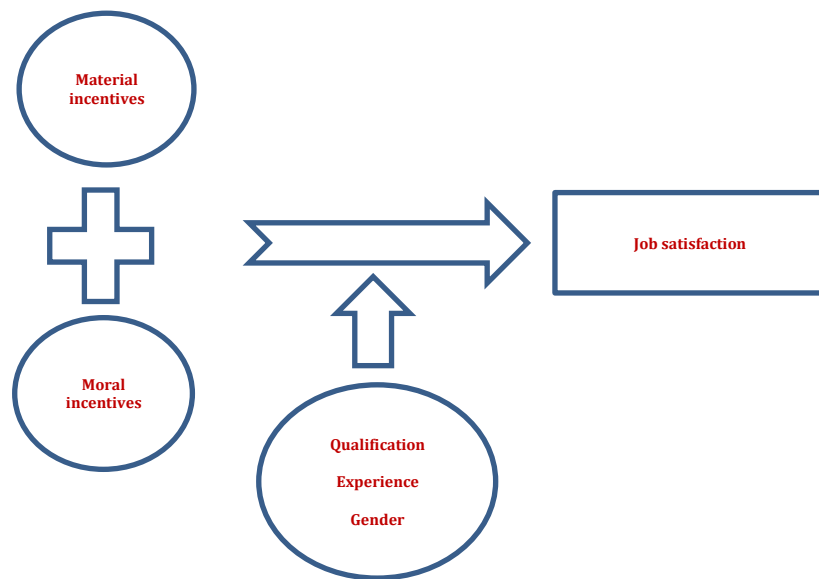 Material
incentives
Job satisfaction
Moral
incentives
Qualification
Experience
Gender